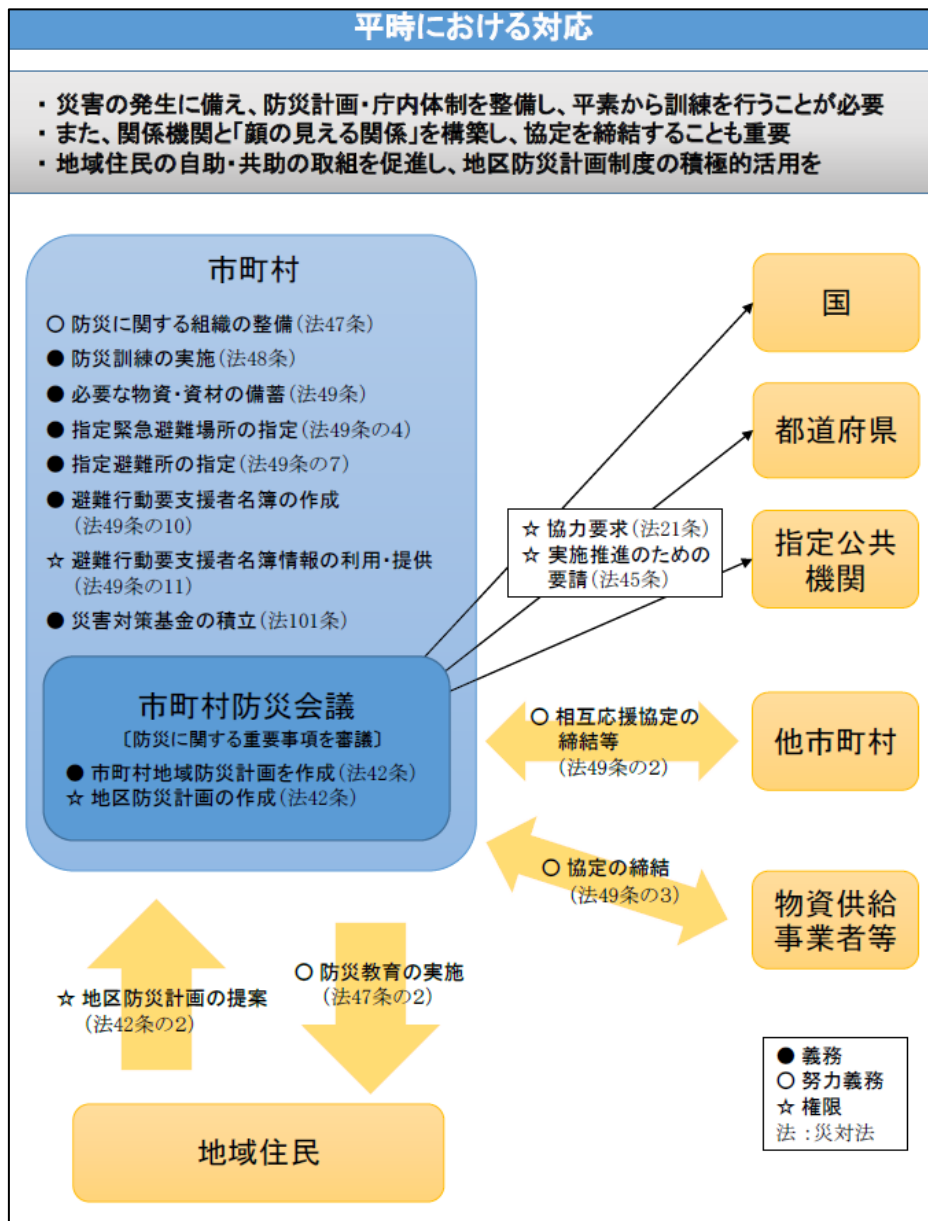 平時における対応
・ 災害の発生に備え、防災計画・庁内体制を整備し、平素から訓練を行うことが必要
・ また、関係機関と「顔の見える関係」を構築し、協定を締結することも重要
・ 地域住民の自助・共助の取組を促進し、地区防災計画制度の積極的活用を
市町村
○ 防災に関する組織の整備(法47条)
● 防災訓練の実施(法48条)
● 必要な物資・資材の備蓄(法49条)
● 指定緊急避難場所の指定(法49条の4)
● 指定避難所の指定(法49条の7)
● 避難行動要支援者名簿の作成
(法49条の10)
☆ 避難行動要支援者名簿情報の利用・提供
(法49条の11)
● 災害対策基金の積立(法101条)
市町村防災会議
〔防災に関する重要事項を審議〕
● 市町村地域防災計画を作成(法42条)
☆ 地区防災計画の作成(法42条)
☆ 協力要求(法21条)
☆ 実施推進のための
要請(法45条)
国
都道府県
指定公共
機関
○ 相互応援協定の
締結等
(法49条の2)
他市町村
○ 協定の締結
(法49条の3)
物資供給
事業者等
☆ 地区防災計画の提案
(法42条の2)
○ 防災教育の実施
(法47条の2)
地域住民
● 義務
○ 努力義務
☆ 権限
法 :災対法